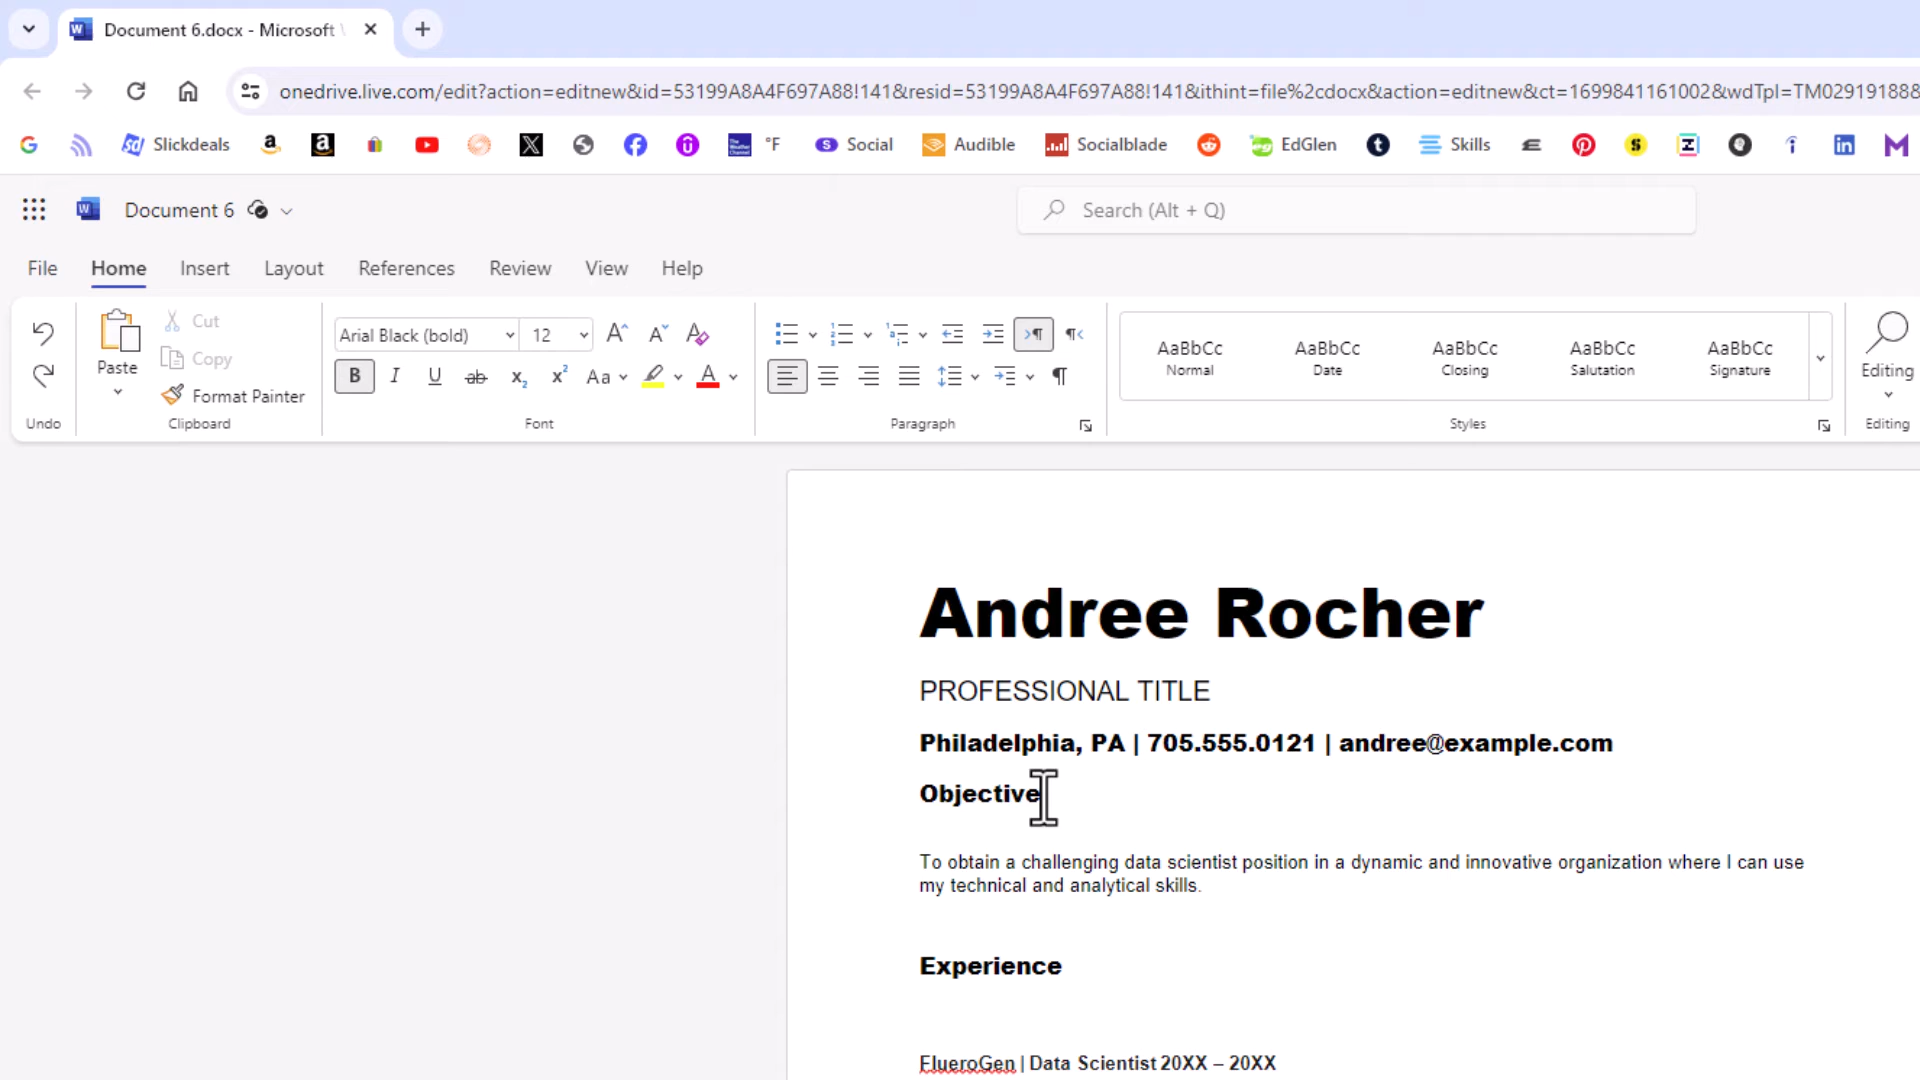 Document 6.docx - Microsoft
onedrive.live.com/edit?action=editnew&id=53199A8A4F697A88!141&resid=53199A8A4F697A88!141&ithint=file%2cdocx&action=editnew&ct=1699841161002&wdTpl=TM029191888
Slickdeals °F Social Audible Socialblade EdGlen Skills
Document 6 Search (Alt + Q)
File Home Insert Layout References Review View Help
Cut
Copy
Paste
Format Painter
Arial Black (bold) 12
AaBbCc AaBbCc AaBbCc AaBbCc AaBbCc
Normal Date Closing Salutation Signature
Editing
Undo Clipboard Font Paragraph Styles Editing
Andree Rocher
PROFESSIONAL TITLE
Philadelphia, PA | 705.555.0121 | andree@example.com
Objective
To obtain a challenging data scientist position in a dynamic and innovative organization where I can use
my technical and analytical skills.
Experience
FlueroGen | Data Scientist 20XX – 20XX